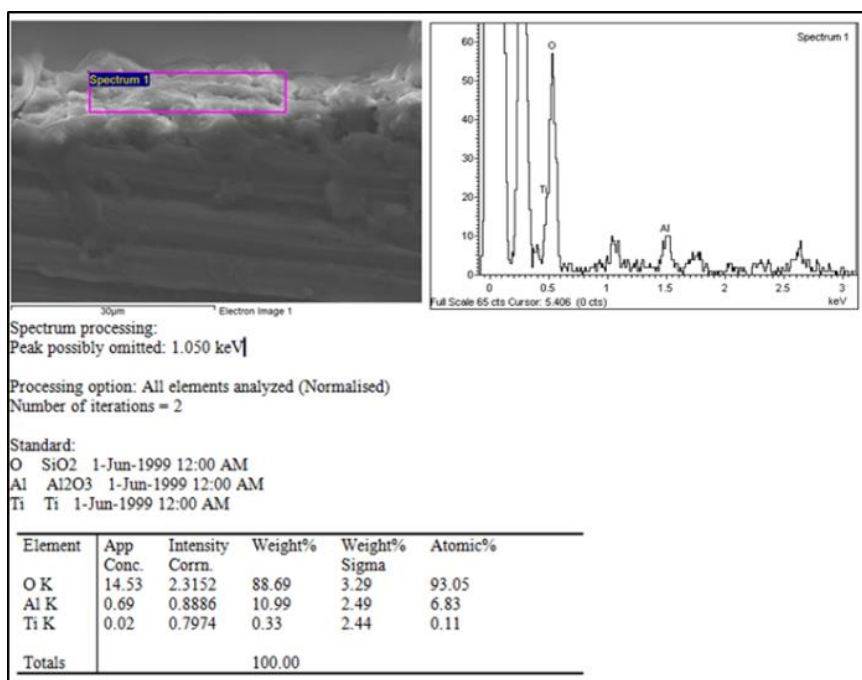 Spectrum 1
30µm
Electron Image 1
60
50
40
30
20
10
0
O
Ti
Al
Spectrum 1
0 0.5 1 1.5 2 2.5 3
Full Scale 65 cts Cursor: 5.406 (0 cts) keV
Spectrum processing:
Peak possibly omitted: 1.050 keV
Processing option: All elements analyzed (Normalised)
Number of iterations = 2
Standard:
O SiO2 1-Jun-1999 12:00 AM
Al Al2O3 1-Jun-1999 12:00 AM
Ti Ti 1-Jun-1999 12:00 AM
Element App Intensity Weight% Weight% Atomic%
Conc. Corrn. Sigma
O K 14.53 2.3152 88.69 3.29 93.05
Al K 0.69 0.8886 10.99 2.49 6.83
Ti K 0.02 0.7974 0.33 2.44 0.11
Totals 100.00